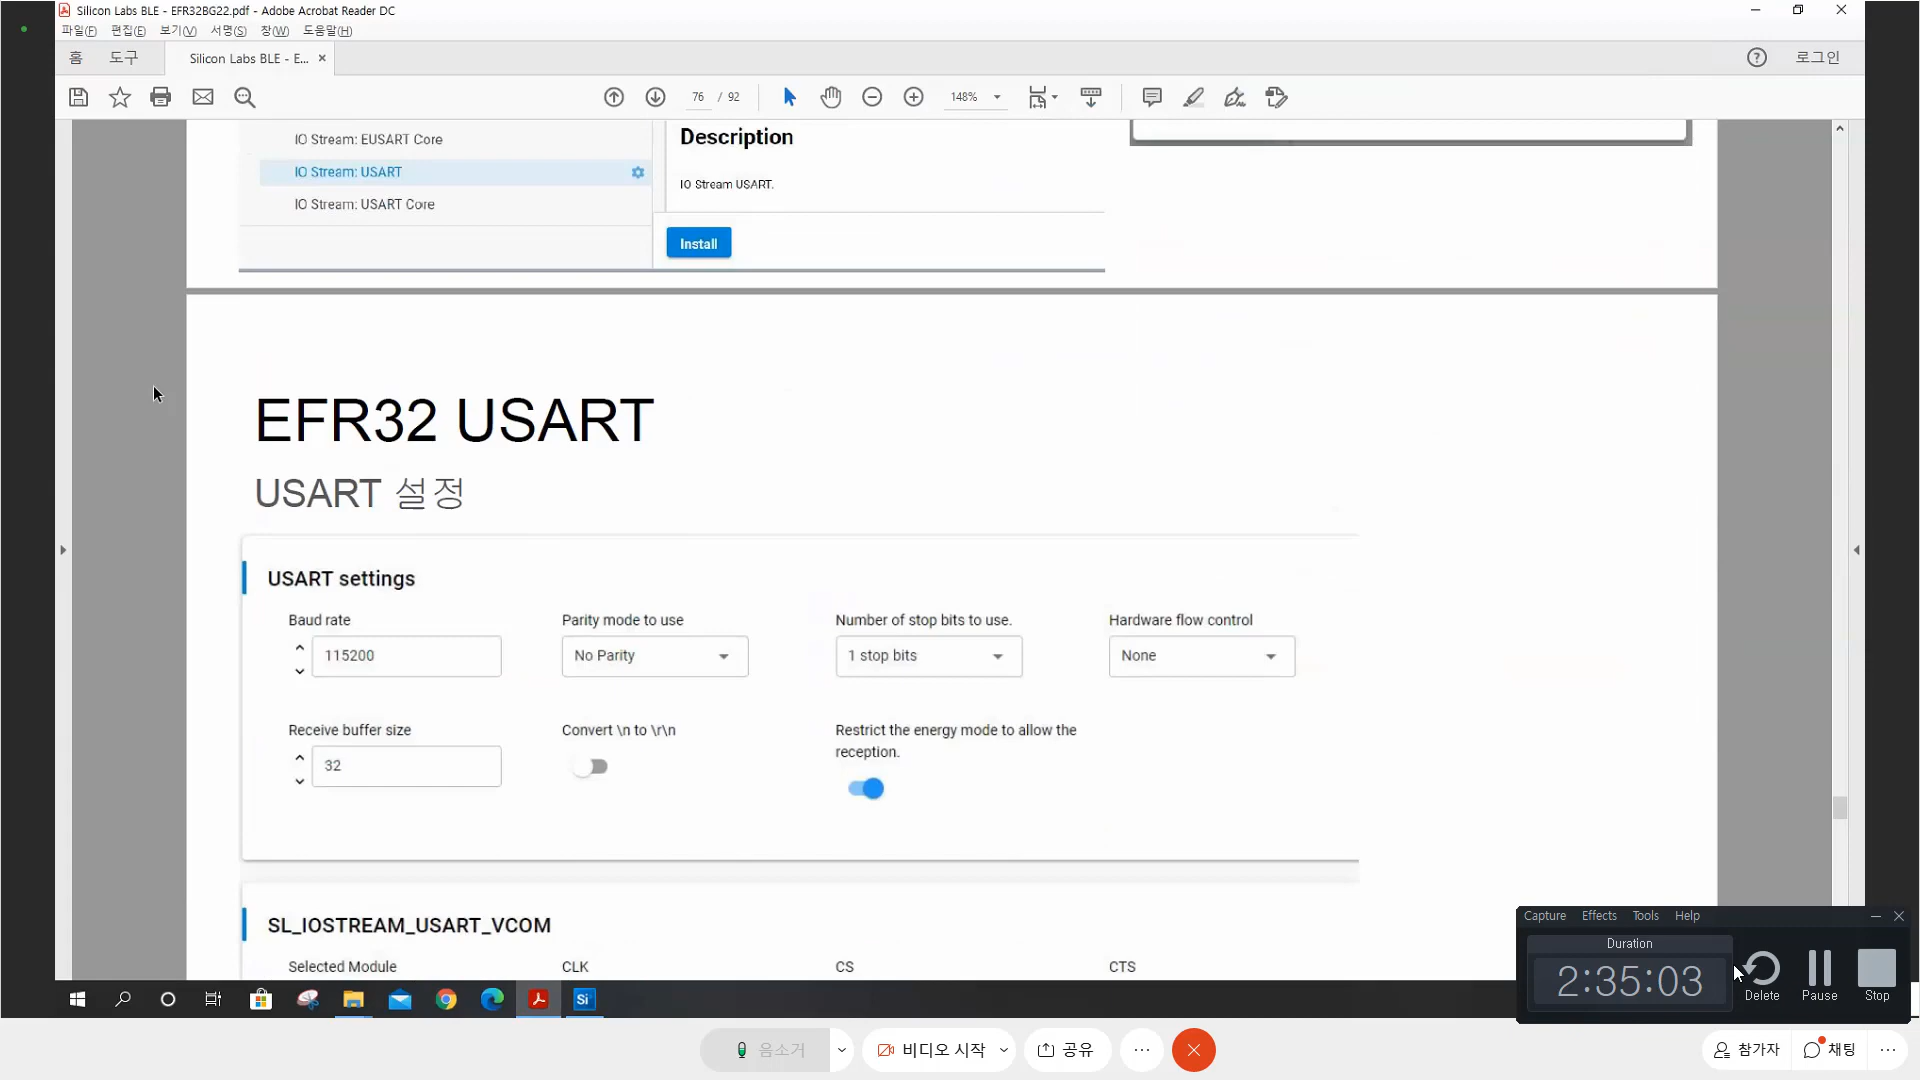 Silicon Labs BLE - EFR32BG22.pdf - Adobe Acrobat Reader DC
파일(F) 편집(E) 보기(V) 서명(S) 창(W) 도움말(H)
홈 도구 Silicon Labs BLE - E... × 로그인
76 / 92 148%
IO Stream: EUSART Core
IO Stream: USART
IO Stream: USART Core
Description
IO Stream USART.
Install
EFR32 USART
USART 설정
USART settings
Baud rate Parity mode to use Number of stop bits to use. Hardware flow control
115200 No Parity 1 stop bits None
Receive buffer size Convert \n to \r\n Restrict the energy mode to allow the
reception.
32
SL_IOSTREAM_USART_VCOM
Selected Module CLK CS CTS
Capture Effects Tools Help
Duration
2:35:03
Delete Pause Stop
Si
음소거 비디오 시작 공유 참가자 채팅